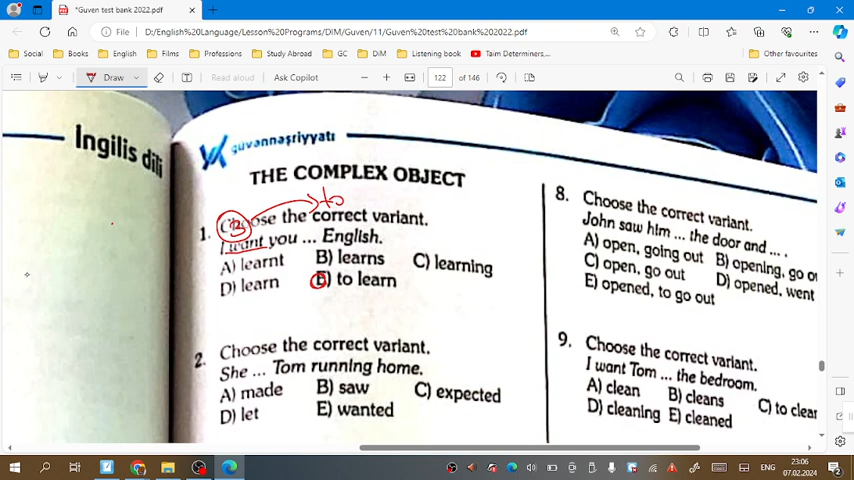 *Guven test bank 2022.pdf
File
D:/English%20Language/Lesson%20Programs/DiM/Guven/11/Guven%20test%20bank%202022.pdf
Social
Books
English
Films
Professions
Study Abroad
GC
DiM
Listening book
Taim Determiners,...
Other favourites
Draw
Read aloud
Ask Copilot
122 of 146
İngilis dili
güvənnəşriyyatı
THE COMPLEX OBJECT
3
to
1. Choose the correct variant.
I want you ... English.
A) learnt B) learns C) learning
D) learn E) to learn
2. Choose the correct variant.
She ... Tom running home.
A) made B) saw C) expected
D) let E) wanted
8. Choose the correct variant.
John saw him ... the door and ... .
A) open, going out B) opening, go o
C) open, go out D) opened, went
E) opened, to go out
9. Choose the correct variant.
I want Tom ... the bedroom.
A) clean B) cleans C) to clear
D) cleaning E) cleaned
ENG
23:06
07.02.2024
2